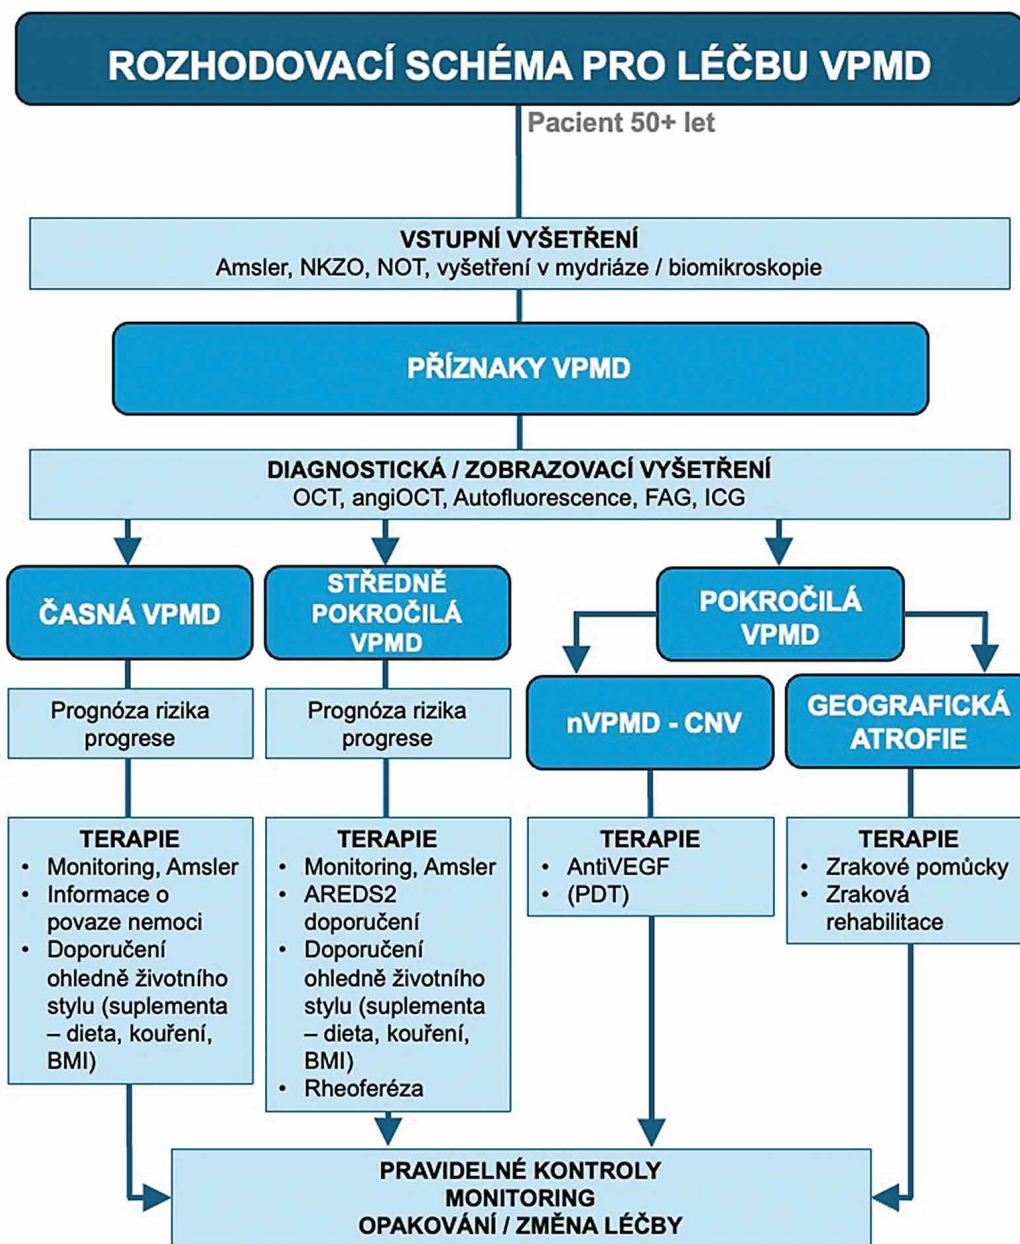 ROZHODOVACÍ SCHÉMA PRO LÉČBU VPMD
Pacient 50+ let
VSTUPNÍ VYŠETŘENÍ
Amsler, NKZO, NOT, vyšetření v mydriáze / biomikroskopie
PŘÍZNAKY VPMD
DIAGNOSTICKÁ / ZOBRAZOVACÍ VYŠETŘENÍ
OCT, angiOCT, Autofluorescence, FAG, ICG
ČASNÁ VPMD
Prognóza rizika
progrese
TERAPIE
• Monitoring, Amsler
• Informace o
povaze nemoci
• Doporučení
ohledně životního
stylu (suplementa
– dieta, kouření,
BMI)
STŘEDNĚ
POKROČILÁ
VPMD
Prognóza rizika
progrese
TERAPIE
• Monitoring, Amsler
• AREDS2
doporučení
• Doporučení
ohledně životního
stylu (suplementa
– dieta, kouření,
BMI)
• Rheoferéza
POKROČILÁ
VPMD
nVPMD - CNV
TERAPIE
• AntiVEGF
• (PDT)
GEOGRAFICKÁ
ATROFIE
TERAPIE
• Zrakové pomůcky
• Zraková
rehabilitace
PRAVIDELNÉ KONTROLY
MONITORING
OPAKOVÁNÍ / ZMĚNA LÉČBY